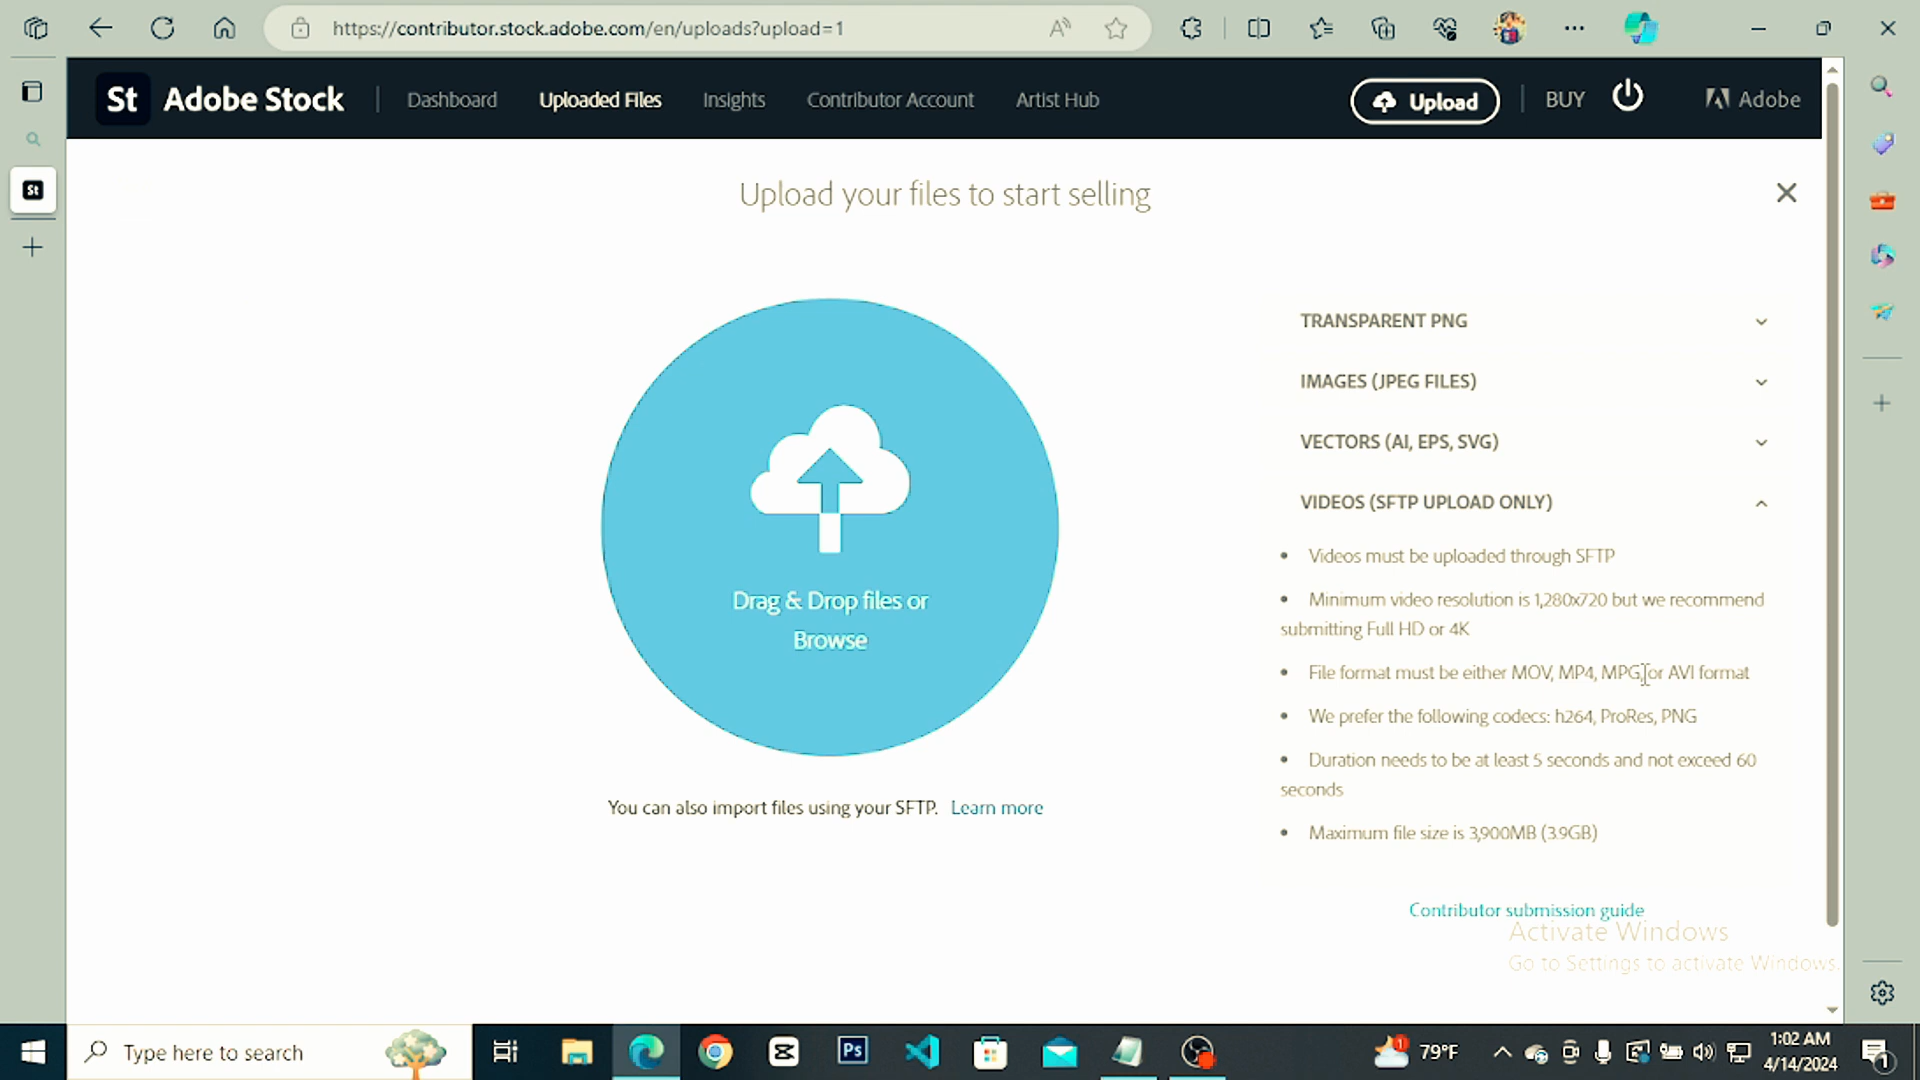 https://contributor.stock.adobe.com/en/uploads?upload=1
St Adobe Stock Dashboard Uploaded Files Insights Contributor Account Artist Hub Upload BUY Adobe
St
Upload your files to start selling
Drag & Drop files or
Browse
You can also import files using your SFTP. Learn more
TRANSPARENT PNG
IMAGES (JPEG FILES)
VECTORS (AI, EPS, SVG)
VIDEOS (SFTP UPLOAD ONLY)
• Videos must be uploaded through SFTP
• Minimum video resolution is 1,280x720 but we recommend
submitting Full HD or 4K
• File format must be either MOV, MP4, MPG, or AVI format
• We prefer the following codecs: h264, ProRes, PNG
• Duration needs to be at least 5 seconds and not exceed 60
seconds
• Maximum file size is 3,900MB (3.9GB)
Contributor submission guide
Activate Windows
Go to Settings to activate Windows.
Type here to search
Ps
79°F
1:02 AM
4/14/2024
1